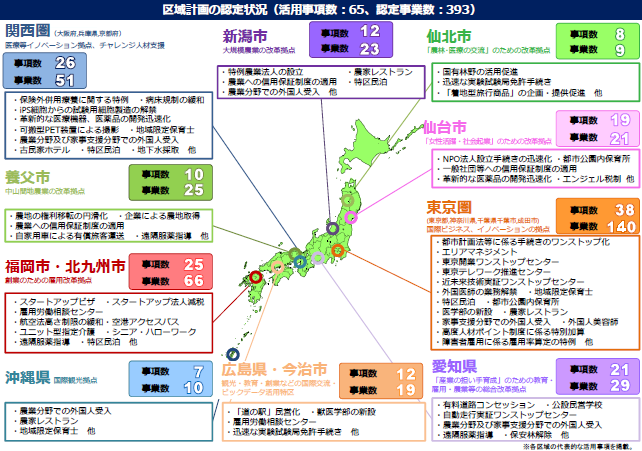 区域計画の認定状況（活用事項数：65、認定事業数：393）
関西圏（大阪府,兵庫県,京都府）
医療等イノベーション拠点、チャレンジ人材支援
事項数 26
事業数 51
・保険外併用療養に関する特例 ・病床規制の緩和
・iPS細胞からの試験用細胞製造の解禁
・革新的な医療機器、医薬品の開発迅速化
・可搬型PET装置による撮影 ・地域限定保育士
・農業分野及び家事支援分野での外国人受入
・古民家ホテル ・特区民泊 ・地下水採取 他
新潟市
大規模農業の改革拠点
事項数 12
事業数 23
・特例農業法人の設立 ・農家レストラン
・農業への信用保証制度の適用 ・特区民泊
・農業分野での外国人受入 他
仙北市
「農林・医療の交流」のための改革拠点
事項数 8
事業数 9
・国有林野の活用促進
・迅速な実験試験局免許手続き
・「着地型旅行商品」の企画・提供促進 他
仙台市
「女性活躍・社会起業」のための改革拠点
事項数 19
事業数 21
・NPO法人設立手続きの迅速化 ・都市公園内保育所
・一般社団等への信用保証制度の適用
・革新的な医薬品の開発迅速化 ・エンジェル税制 他
養父市
中山間地農業の改革拠点
事項数 10
事業数 25
・農地の権利移転の円滑化 ・企業による農地取得
・農業への信用保証制度の適用
・自家用車による有償旅客運送 ・遠隔服薬指導 他
東京圏
（東京都,神奈川県,千葉県千葉市,成田市）
国際ビジネス、イノベーションの拠点
事項数 38
事業数 140
・都市計画法等に係る手続きのワンストップ化
・エリアマネジメント
・東京開業ワンストップセンター
・東京テレワーク推進センター
・近未来技術実証ワンストップセンター
・外国医師の業務解禁 ・地域限定保育士
・特区民泊 ・都市公園内保育所
・医学部の新設 ・農家レストラン
・家事支援分野での外国人受入 ・外国人美容師
・高度人材ポイント制度に係る特別加算
・障害者雇用に係る雇用率算定の特例 他
福岡市・北九州市
創業のための雇用改革拠点
事項数 25
事業数 66
・スタートアップビザ ・スタートアップ法人減税
・雇用労働相談センター
・航空法高さ制限の緩和・空港アクセスバス
・ユニット型指定介護 ・シニア・ハローワーク
・遠隔服薬指導 ・特区民泊 他
沖縄県 国際観光拠点
事項数 7
事業数 10
・農業分野での外国人受入
・農家レストラン
・地域限定保育士 他
広島県・今治市
観光・教育・創業などの国際交流・
ビッグデータ活用特区
事項数 12
事業数 19
・「道の駅」民営化 ・獣医学部の新設
・雇用労働相談センター
・迅速な実験試験局免許手続き 他
愛知県
「産業の担い手育成」のための教育・
雇用・農業等の総合改革拠点
事項数 21
事業数 29
・有料道路コンセッション ・公設民営学校
・自動走行実証ワンストップセンター
・農業分野及び家事支援分野での外国人受入
・遠隔服薬指導 ・保安林解除 他
※各区域の代表的な活用事項を掲載。